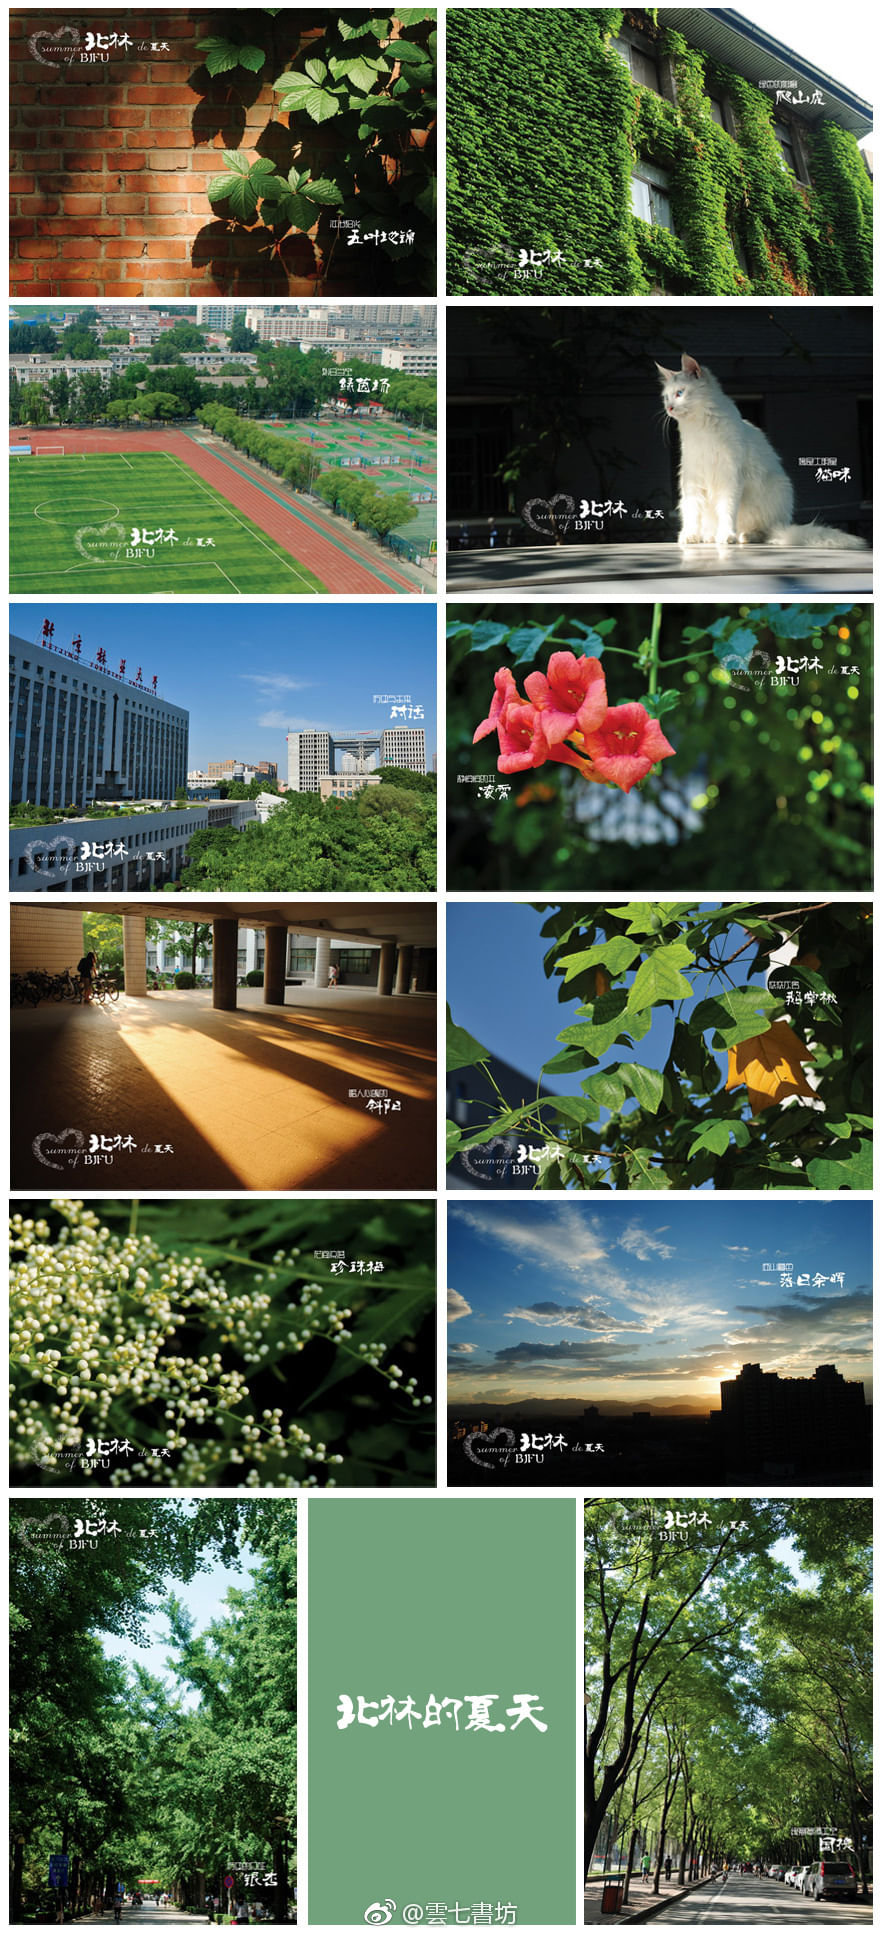 summer 北林 de 夏天
of BJFU
五叶地锦
爬山虎
summer 北林 de 夏天
of BJFU
绿茵场
summer 北林 de 夏天
of BJFU
猫咪
summer 北林 de 夏天
of BJFU
北京林业大学
BEIJING FORESTRY UNIVERSITY
对话
summer 北林 de 夏天
of BJFU
summer 北林 de 夏天
of BJFU
凌霄
斜阳
summer 北林 de 夏天
of BJFU
鹅掌楸
summer 北林 de 夏天
of BJFU
珍珠梅
summer 北林 de 夏天
of BJFU
落日余晖
summer 北林 de 夏天
of BJFU
summer 北林 de 夏天
of BJFU
银杏
北林的夏天
summer 北林 de 夏天
of BJFU
国槐
@雲七書坊